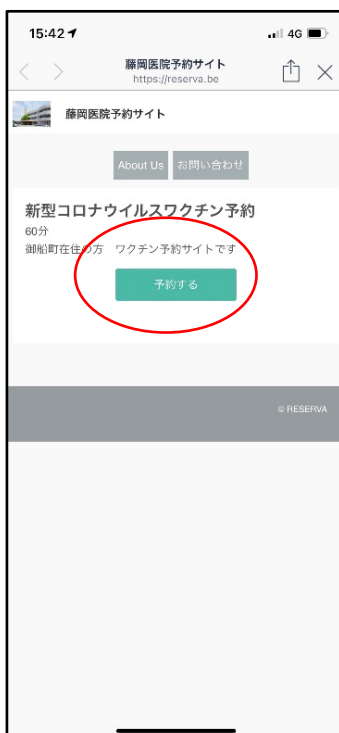 15:42
4G
藤岡医院予約サイト
https://reserva.be
藤岡医院予約サイト
About Us お問い合わせ
新型コロナウイルスワクチン予約
60分
御船町在住の方 ワクチン予約サイトです
予約する
© RESERVA